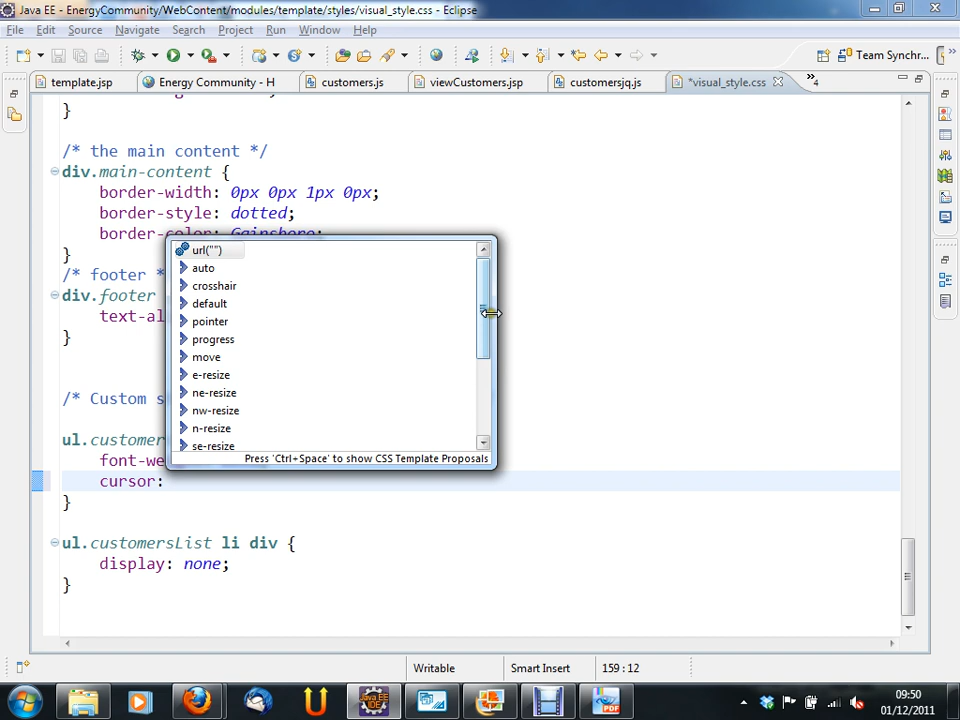 Java EE - EnergyCommunity/WebContent/modules/template/styles/visual_style.css - Eclipse
File Edit Source Navigate Search Project Run Window Help
Team Synchr...
template.jsp Energy Community - H customers.js viewCustomers.jsp customersjq.js *visual_style.css 4
}
/* the main content */
div.main-content {
border-width: 0px 0px 1px 0px;
border-style: dotted;
border-color: Gainsboro;
}
/* footer *
div.footer
text-al
}
/* Custom s
ul.customer
font-we
cursor:
}
ul.customersList li div {
display: none;
}
url("")
auto
crosshair
default
pointer
progress
move
e-resize
ne-resize
nw-resize
n-resize
se-resize
Press 'Ctrl+Space' to show CSS Template Proposals
Writable Smart Insert 159 : 12
09:50
01/12/2011